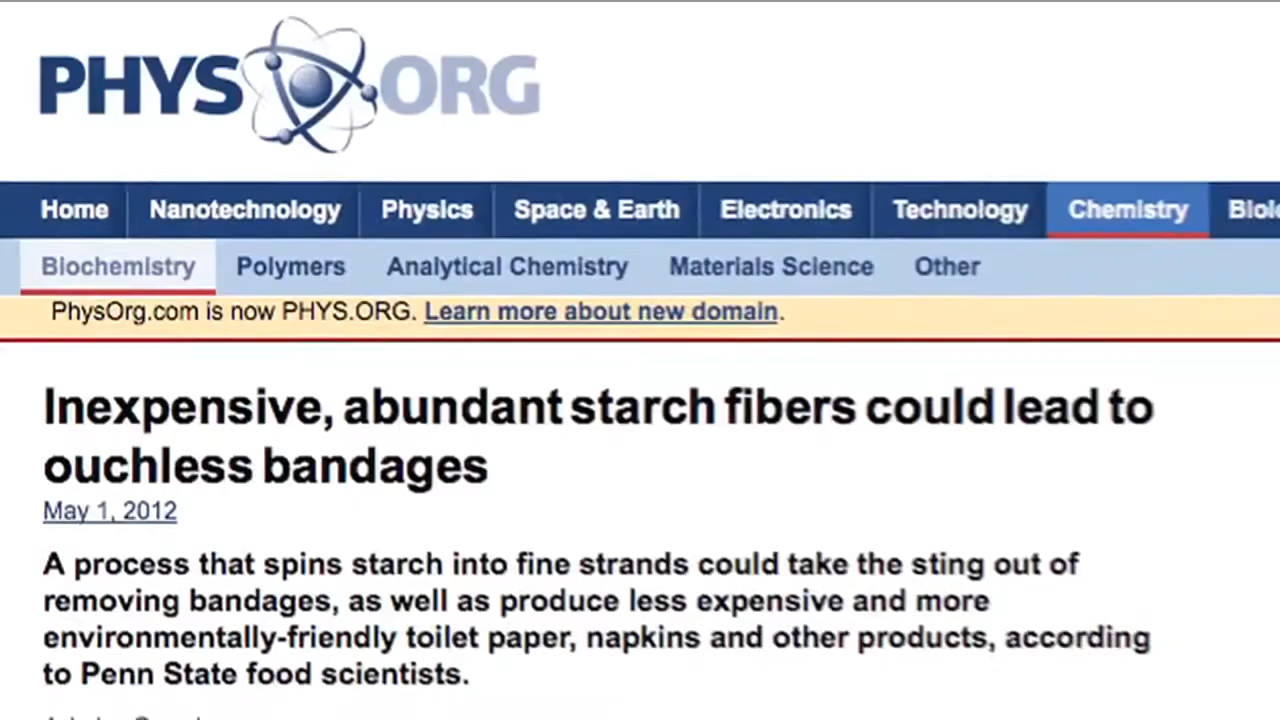 PHYS ORG
Home Nanotechnology Physics Space & Earth Electronics Technology Chemistry
Biochemistry Polymers Analytical Chemistry Materials Science Other
PhysOrg.com is now PHYS.ORG. Learn more about new domain.
Inexpensive, abundant starch fibers could lead to
ouchless bandages
May 1, 2012
A process that spins starch into fine strands could take the sting out of
removing bandages, as well as produce less expensive and more
environmentally-friendly toilet paper, napkins and other products, according
to Penn State food scientists.